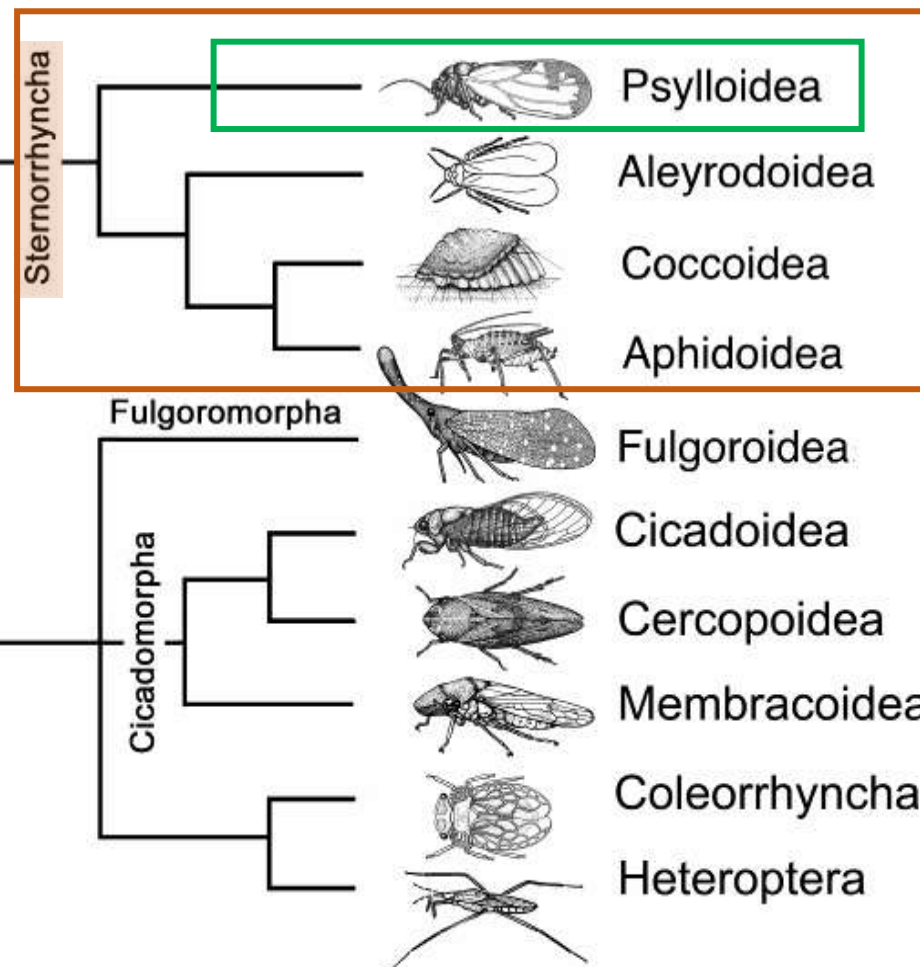 Sternorrhyncha
Psylloidea
Aleyrodoidea
Coccoidea
Aphidoidea
Fulgoromorpha
Fulgoroidea
Cicadomorpha
Cicadoidea
Cercopoidea
Membracoidea
Coleorrhyncha
Heteroptera